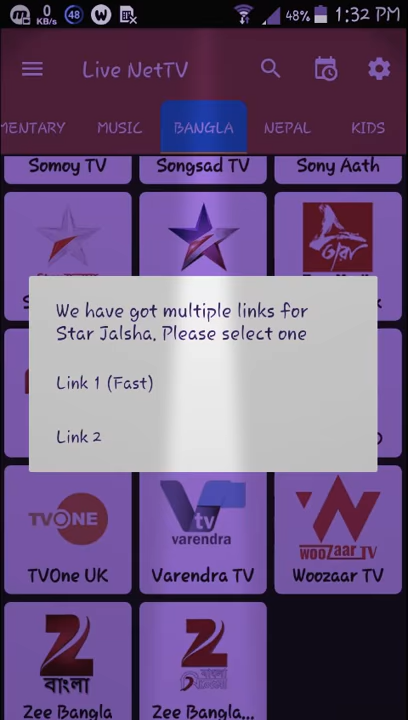 0
KB/s
48
48%
1:32 PM
Live NetTV
MENTARY
MUSIC
BANGLA
NEPAL
KIDS
Somoy TV
Songsad TV
Sony Aath
We have got multiple links for
Star Jalsha. Please select one
Link 1 (Fast)
Link 2
TVONE
tv
varendra
WOOZaar TV
TVOne UK
Varendra TV
Woozaar TV
Z
বাংলা
Z
Zee Bangla
Zee Bangla...